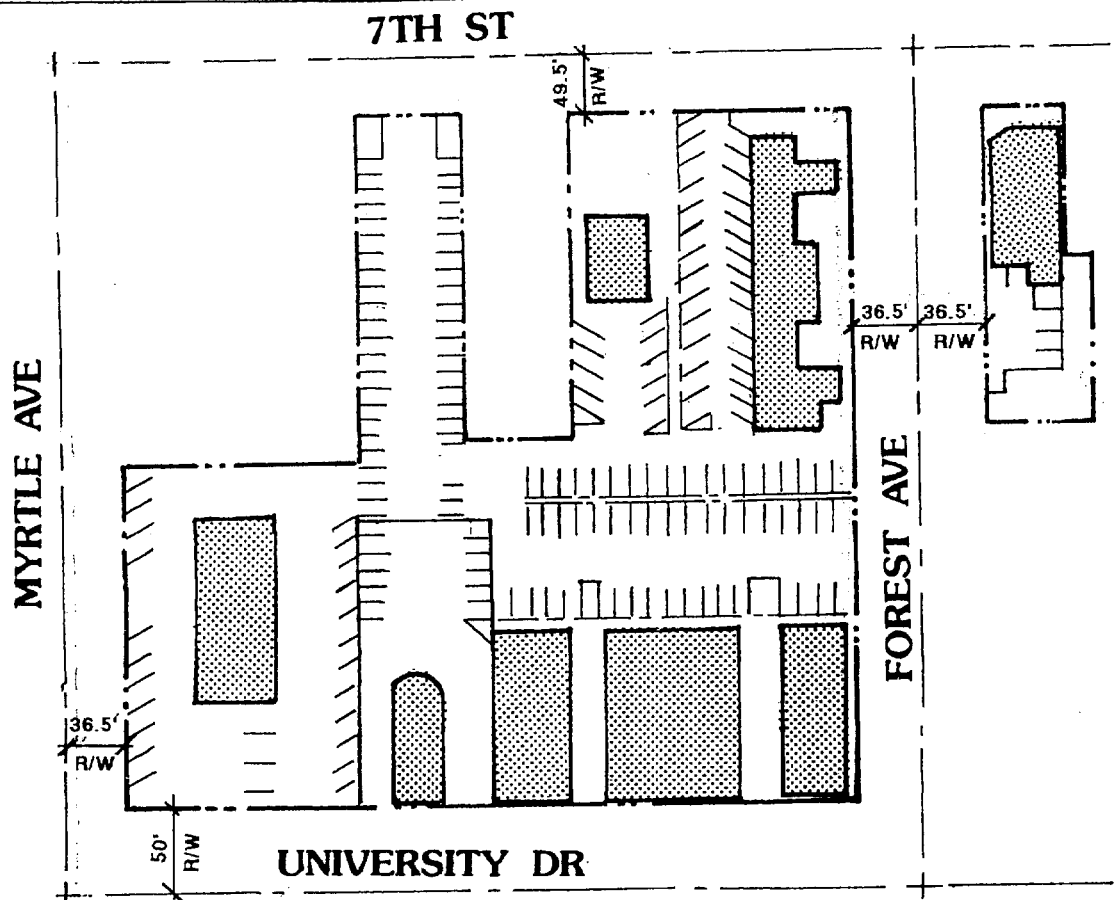 7TH ST
49.5'
R/W
36.5'
R/W
36.5'
R/W
MYRTLE AVE
FOREST AVE
36.5'
R/W
50'
R/W
UNIVERSITY DR